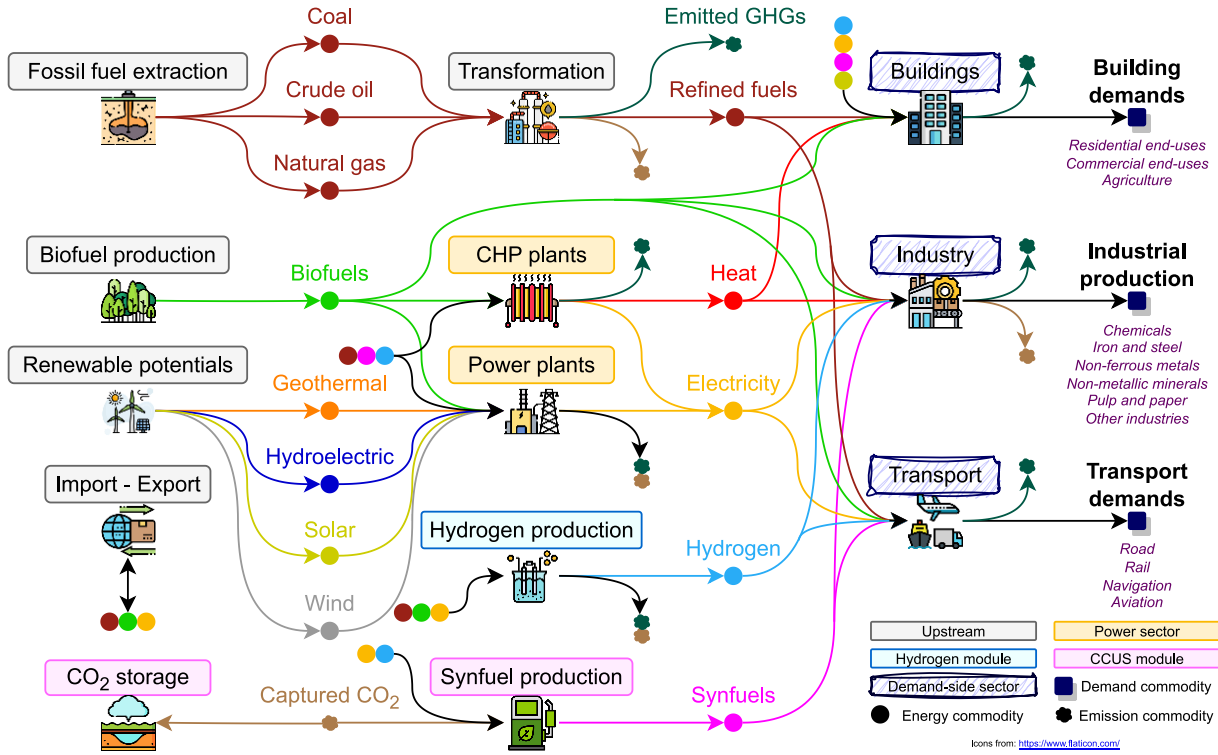 Coal
Emitted GHGs
Fossil fuel extraction
Transformation
Buildings
Building
demands
Crude oil
Refined fuels
Natural gas
Residential end-uses
Commercial end-uses
Agriculture
Biofuel production
CHP plants
Industry
Industrial
production
Biofuels
Heat
Chemicals
Iron and steel
Non-ferrous metals
Non-metallic minerals
Pulp and paper
Other industries
Renewable potentials
Power plants
Geothermal
Electricity
Hydroelectric
Import - Export
Transport
Transport
demands
Solar
Hydrogen production
Hydrogen
Road
Rail
Navigation
Aviation
Wind
CO2 storage
Synfuel production
Captured CO2
Synfuels
Upstream
Power sector
Hydrogen module
CCUS module
Demand-side sector
Demand commodity
Energy commodity
Emission commodity
Icons from: https://www.flaticon.com/